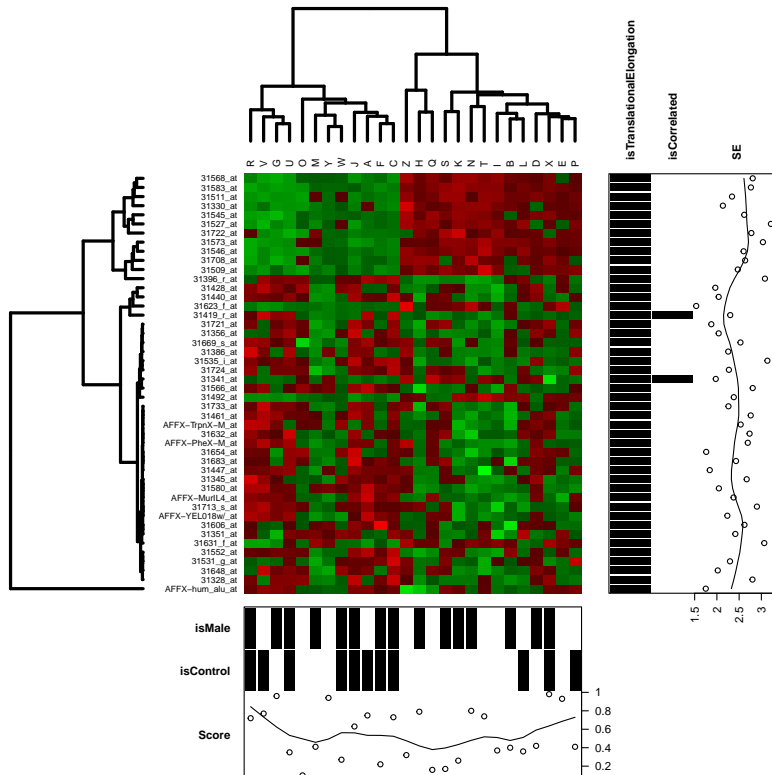 isTranslationalElongation
isCorrelated
SE
R V G U O M Y W J A F C Z H Q S K N T I B L D X E P
31568_at
31583_at
31511_at
31330_at
31545_at
31527_at
31722_at
31573_at
31546_at
31708_at
31509_at
31396_r_at
31428_at
31440_at
31623_f_at
31419_r_at
31721_at
31356_at
31669_s_at
31386_at
31535_i_at
31724_at
31341_at
31566_at
31492_at
31733_at
31461_at
AFFX−TrpnX−M_at
31632_at
AFFX−PheX−M_at
31654_at
31683_at
31447_at
31345_at
31580_at
AFFX−MurIL4_at
31713_s_at
AFFX−YEL018w/_at
31606_at
31351_at
31631_f_at
31552_at
31531_g_at
31648_at
31328_at
AFFX−hum_alu_at
1.5 2 2.5 3
isMale
isControl
Score
1
0.8
0.6
0.4
0.2